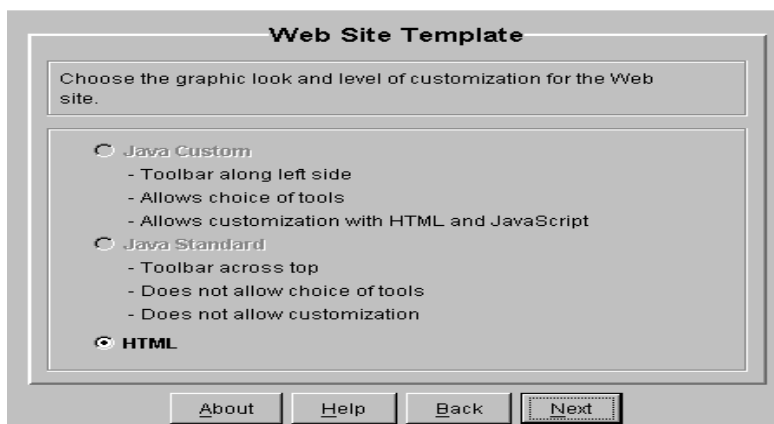 Web Site Template
Choose the graphic look and level of customization for the Web
site.
Java Custom
- Toolbar along left side
- Allows choice of tools
- Allows customization with HTML and JavaScript
Java Standard
- Toolbar across top
- Does not allow choice of tools
- Does not allow customization
HTML
About Help Back Next